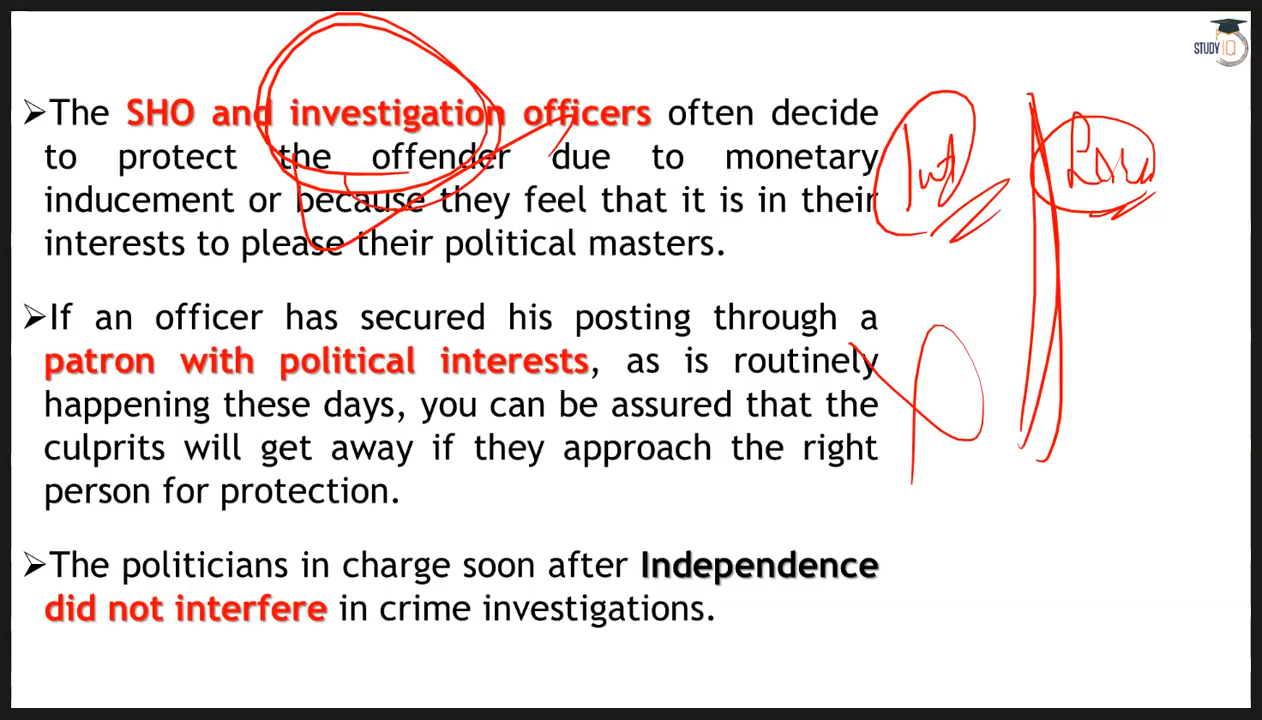 STUDY IQ
➢The SHO and investigation officers often decide
to protect the offender due to monetary
inducement or because they feel that it is in their
interests to please their political masters.
➢If an officer has secured his posting through a
patron with political interests, as is routinely
happening these days, you can be assured that the
culprits will get away if they approach the right
person for protection.
➢The politicians in charge soon after Independence
did not interfere in crime investigations.